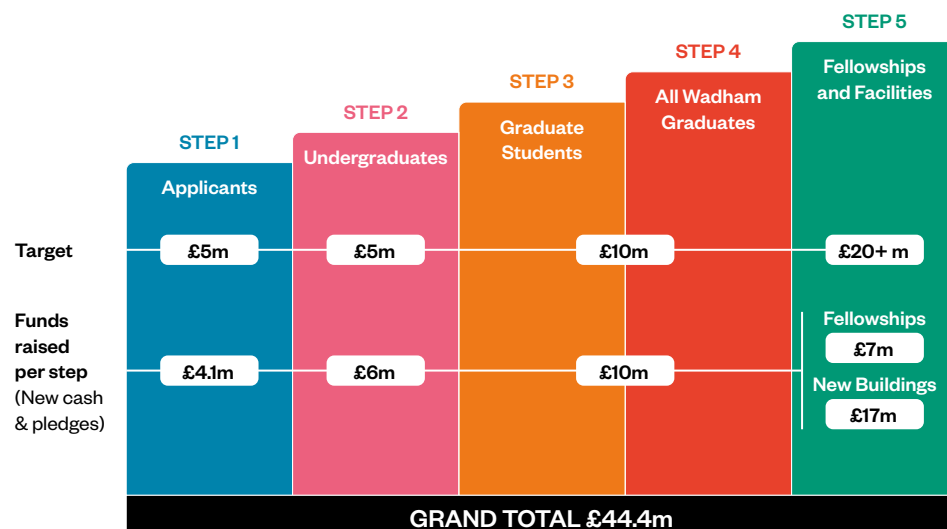 STEP 1
Applicants
STEP 2
Undergraduates
STEP 3
Graduate
Students
STEP 4
All Wadham
Graduates
STEP 5
Fellowships
and Facilities
Target
£5m
£5m
£10m
£20+ m
Funds
raised
per step
(New cash
& pledges)
£4.1m
£6m
£10m
Fellowships
£7m
New Buildings
£17m
GRAND TOTAL £44.4m